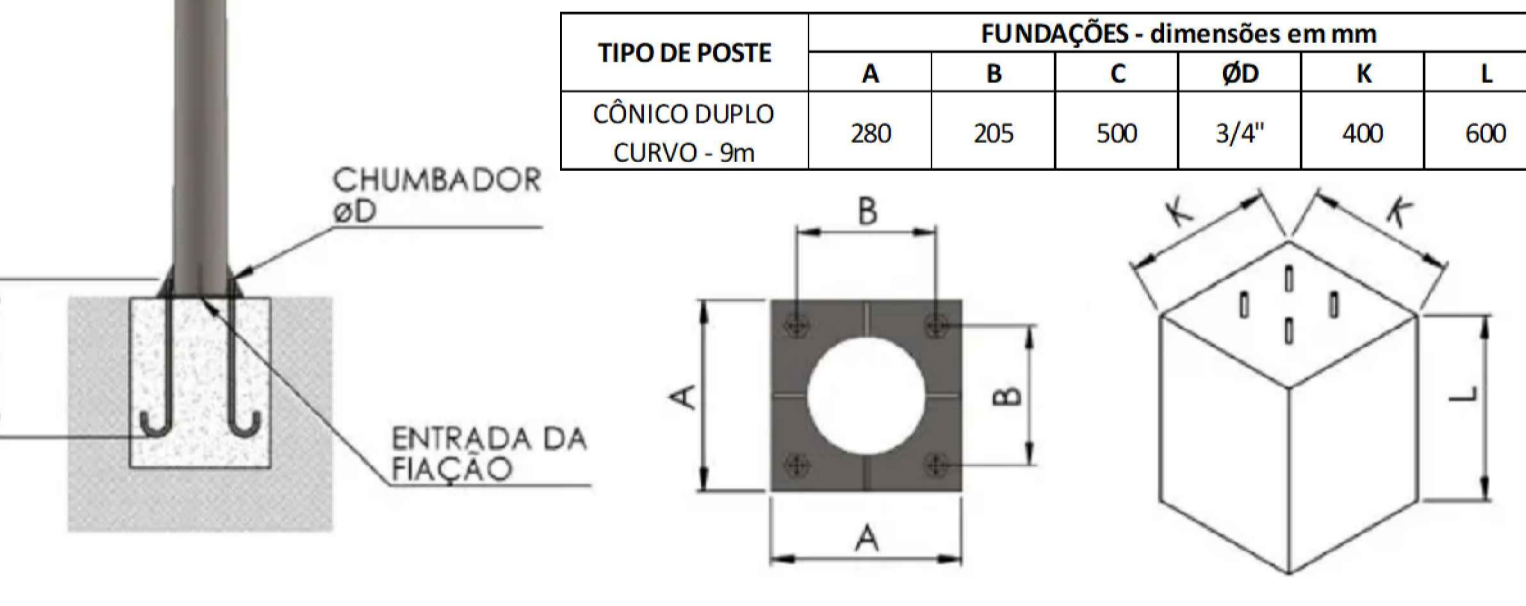 TIPO DE POSTE
FUNDAÇÕES - dimensões em mm
A B C ØD K L
CÔNICO DUPLO
CURVO - 9m
280 205 500 3/4" 400 600
CHUMBADOR
ØD
ENTRADA DA
FIAÇÃO
B
A
B
A
K
K
L